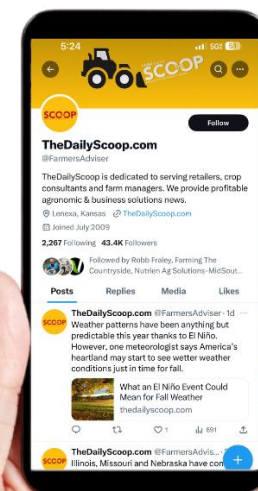 5:24
5GE
SCOOP
SCOOP
Follow
TheDailyScoop.com
@FarmersAdviser
TheDailyScoop is dedicated to serving retailers, crop
consultants and farm managers. We provide profitable
agronomic & business solutions news.
Lenexa, Kansas TheDailyScoop.com
Joined July 2009
2,267 Following 43.4K Followers
Followed by Robb Fraley, Farming The
Countryside, Nutrien Ag Solutions-MidSout...
Posts Replies Media Likes
SCOOP
TheDailyScoop.com @FarmersAdviser · 1d
Weather patterns have been anything but
predictable this year thanks to El Niño.
However, one meteorologist says America's
heartland may start to see wetter weather
conditions just in time for fall.
What an El Niño Event Could
Mean for Fall Weather
thedailyscoop.com
1 691
TheDailyScoop.com @FarmersAdvis...
SCOOP
Illinois, Missouri and Nebraska have con